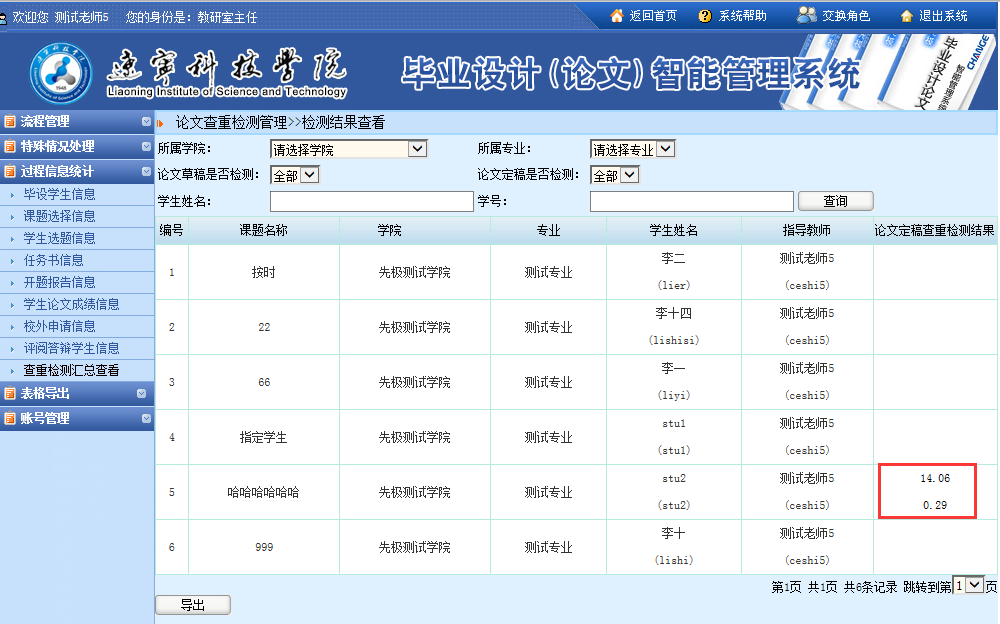 欢迎您 测试老师5 您的身份是：教研室主任 返回首页 系统帮助 交换角色 退出系统
辽宁科技学院
Liaoning Institute of Science and Technology
毕业设计(论文)智能管理系统
CHANGE
流程管理
特殊情况处理
过程信息统计
毕设学生信息
课题选择信息
学生选题信息
任务书信息
开题报告信息
学生论文成绩信息
校外申请信息
评阅答辩学生信息
查重检测汇总查看
表格导出
账号管理
论文查重检测管理>>检测结果查看
所属学院： 请选择学院 所属专业： 请选择专业
论文草稿是否检测： 全部 论文定稿是否检测： 全部
学生姓名： 学号： 查询
编号 课题名称 学院 专业 学生姓名 指导教师 论文定稿查重检测结果
1 按时 先极测试学院 测试专业 李二 测试老师5
(lier) (ceshi5)
2 22 先极测试学院 测试专业 李十四 测试老师5
(lishisi) (ceshi5)
3 66 先极测试学院 测试专业 李一 测试老师5
(liyi) (ceshi5)
4 指定学生 先极测试学院 测试专业 stu1 测试老师5
(stu1) (ceshi5)
5 哈哈哈哈哈哈 先极测试学院 测试专业 stu2 测试老师5 14.06
(stu2) (ceshi5) 0.29
6 999 先极测试学院 测试专业 李十 测试老师5
(lishi) (ceshi5)
第1页 共1页 共6条记录 跳转到第 1 页
导出